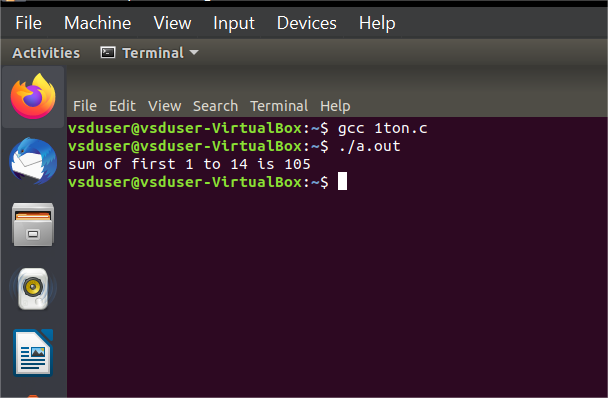 File Machine View Input Devices Help
Activities Terminal
File Edit View Search Terminal Help
vsduser@vsduser-VirtualBox:~$ gcc 1ton.c
vsduser@vsduser-VirtualBox:~$ ./a.out
sum of first 1 to 14 is 105
vsduser@vsduser-VirtualBox:~$